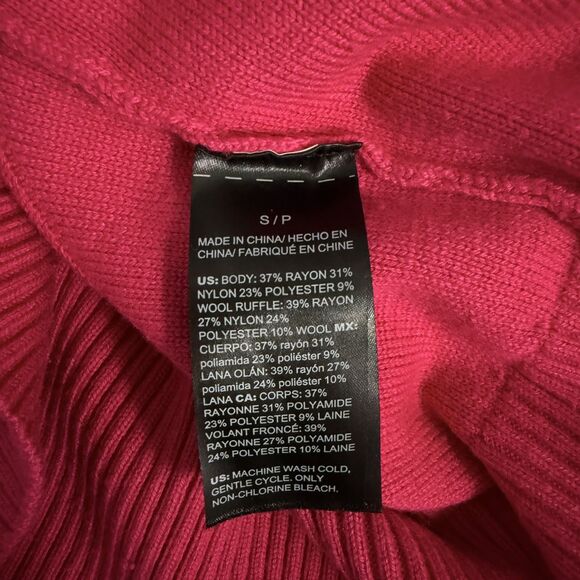 S / P
MADE IN CHINA/ HECHO EN
CHINA/ FABRIQUÉ EN CHINE
US: BODY: 37% RAYON 31%
NYLON 23% POLYESTER 9%
WOOL RUFFLE: 39% RAYON
27% NYLON 24%
POLYESTER 10% WOOL MX:
CUERPO: 37% rayón 31%
poliamida 23% poliéster 9%
LANA OLÁN: 39% rayón 27%
poliamida 24% poliéster 10%
LANA CA: CORPS: 37%
RAYONNE 31% POLYAMIDE
23% POLYESTER 9% LAINE
VOLANT FRONCÉ: 39%
RAYONNE 27% POLYAMIDE
24% POLYESTER 10% LAINE
US: MACHINE WASH COLD,
GENTLE CYCLE. ONLY
NON-CHLORINE BLEACH,